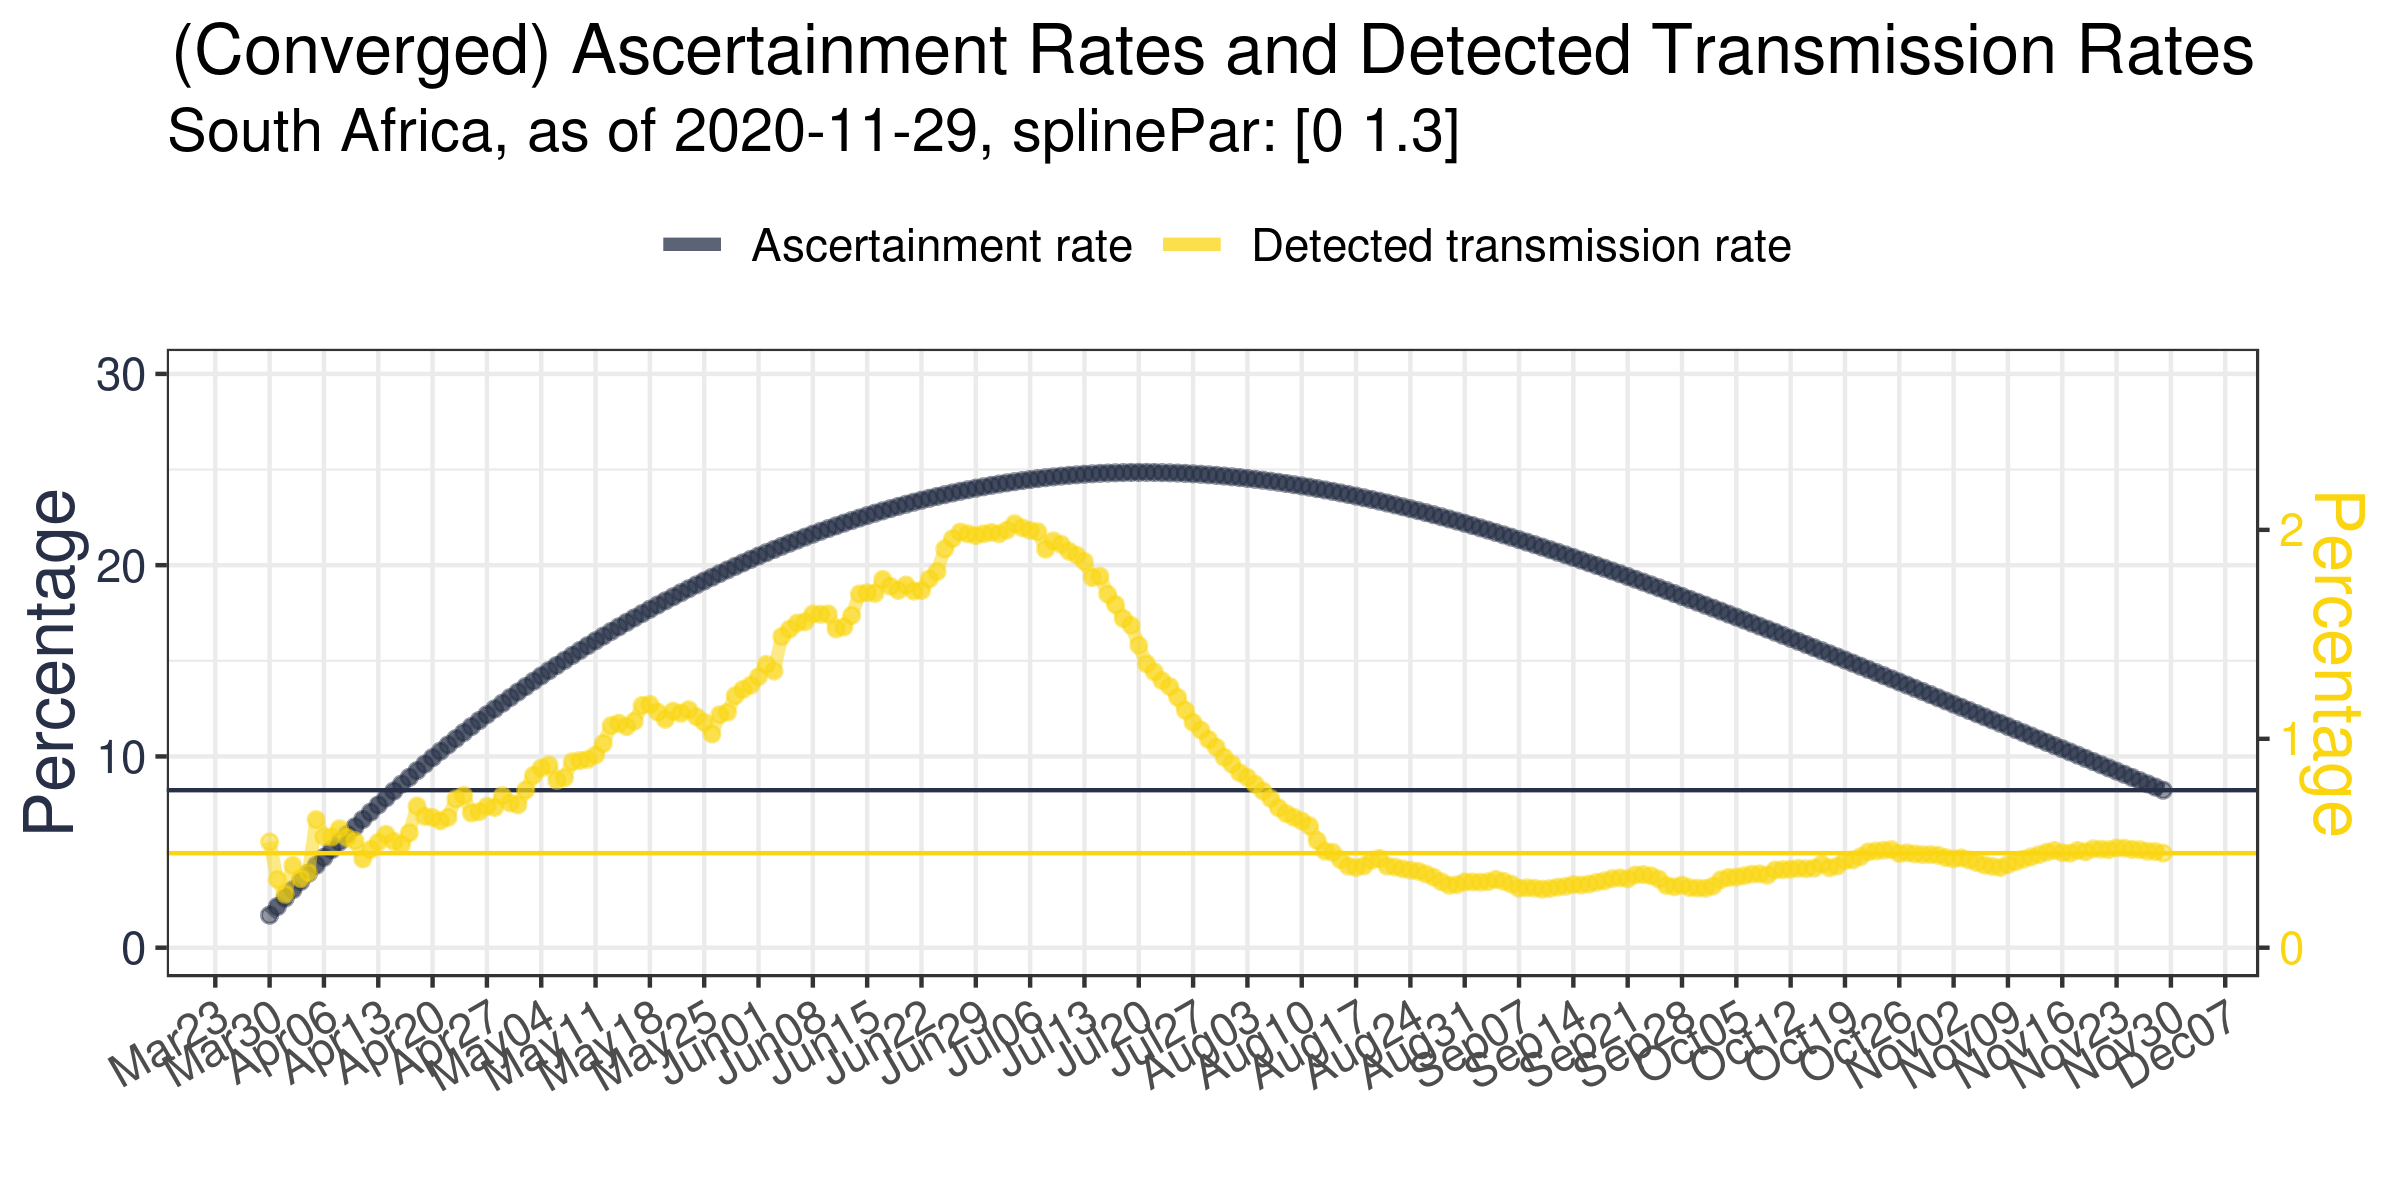 (Converged) Ascertainment Rates and Detected Transmission Rates
South Africa, as of 2020-11-29, splinePar: [0 1.3]
Ascertainment rate
Detected transmission rate
Percentage
30
20
10
0
2
1
0
Percentage
Mar23
Mar30
Apr06
Apr13
Apr20
Apr27
May04
May11
May18
May25
Jun01
Jun08
Jun15
Jun22
Jun29
Jul06
Jul13
Jul20
Jul27
Aug03
Aug10
Aug17
Aug24
Aug31
Sep07
Sep14
Sep21
Sep28
Oct05
Oct12
Oct19
Oct26
Nov02
Nov09
Nov16
Nov23
Nov30
Dec07